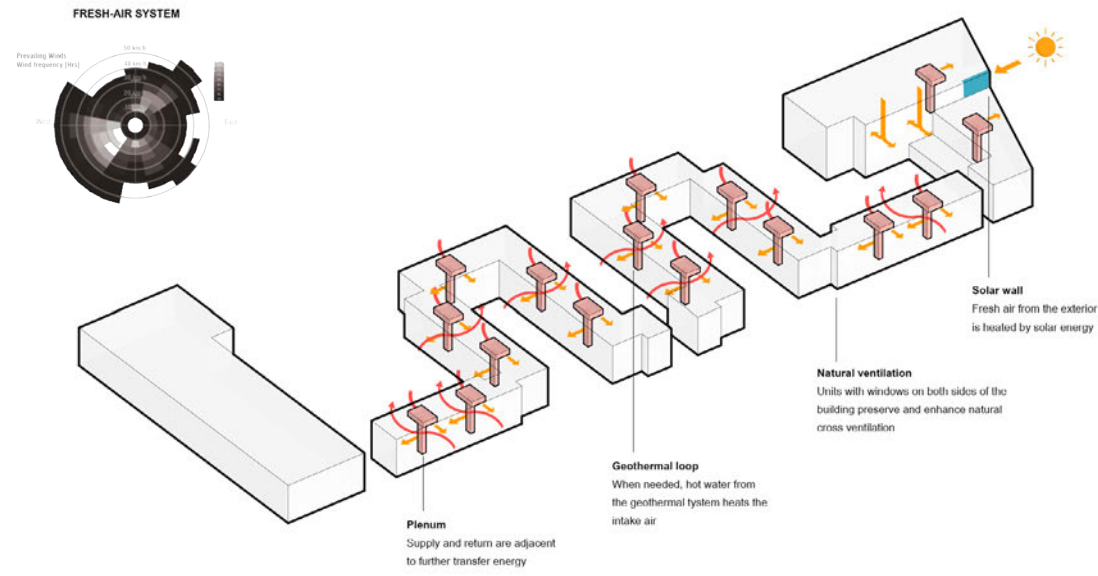 FRESH-AIR SYSTEM
50 km/h
Prevailing Winds
Wind frequency [Hrs]
West
East
Solar wall
Fresh air from the exterior
is heated by solar energy
Natural ventilation
Units with windows on both sides of the
building preserve and enhance natural
cross ventilation
Geothermal loop
When needed, hot water from
the geothermal tystem heats the
intake air
Plenum
Supply and return are adjacent
to further transfer energy